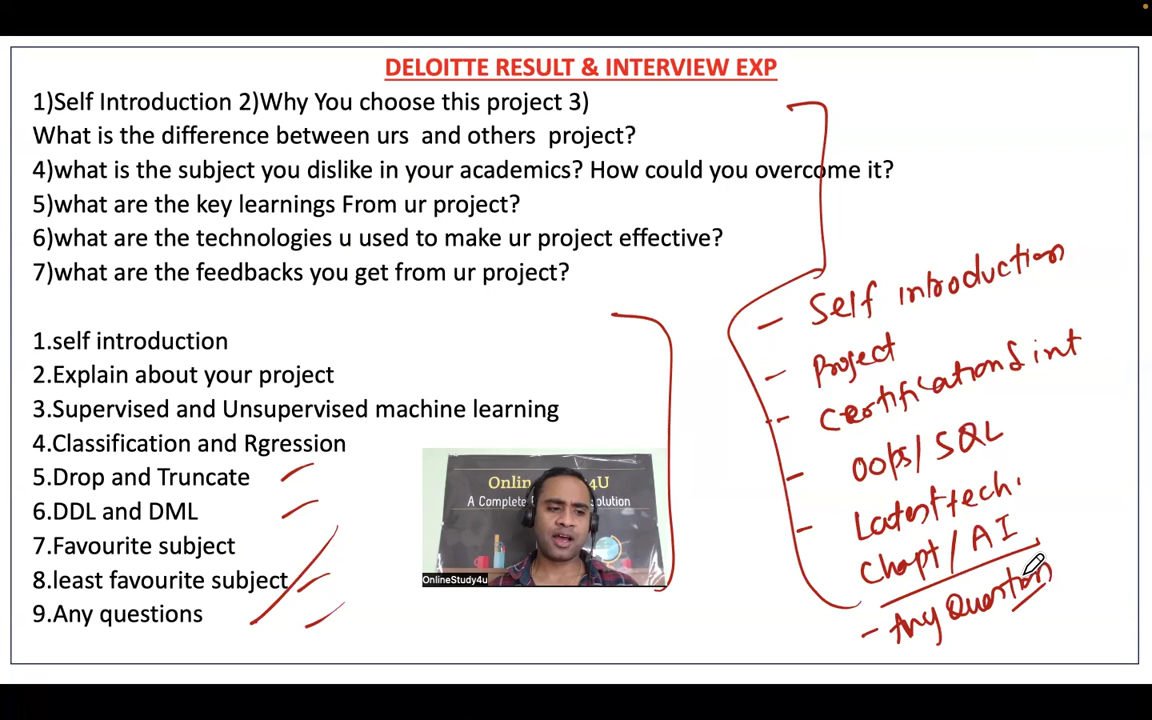 DELOITTE RESULT & INTERVIEW EXP
1)Self Introduction 2)Why You choose this project 3)
What is the difference between urs and others project?
4)what is the subject you dislike in your academics? How could you overcome it?
5)what are the key learnings From ur project?
6)what are the technologies u used to make ur project effective?
7)what are the feedbacks you get from ur project?
1.self introduction
2.Explain about your project
3.Supervised and Unsupervised machine learning
4.Classification and Rgression
5.Drop and Truncate
6.DDL and DML
7.Favourite subject
8.least favourite subject
9.Any questions
- Self introduction
- Project
- Certification & int
- OOps/ SQL
- Latest tech.
Chapt / AI
- Any Question
Onlin 4U
A Complete olution
OnlineStudy4u